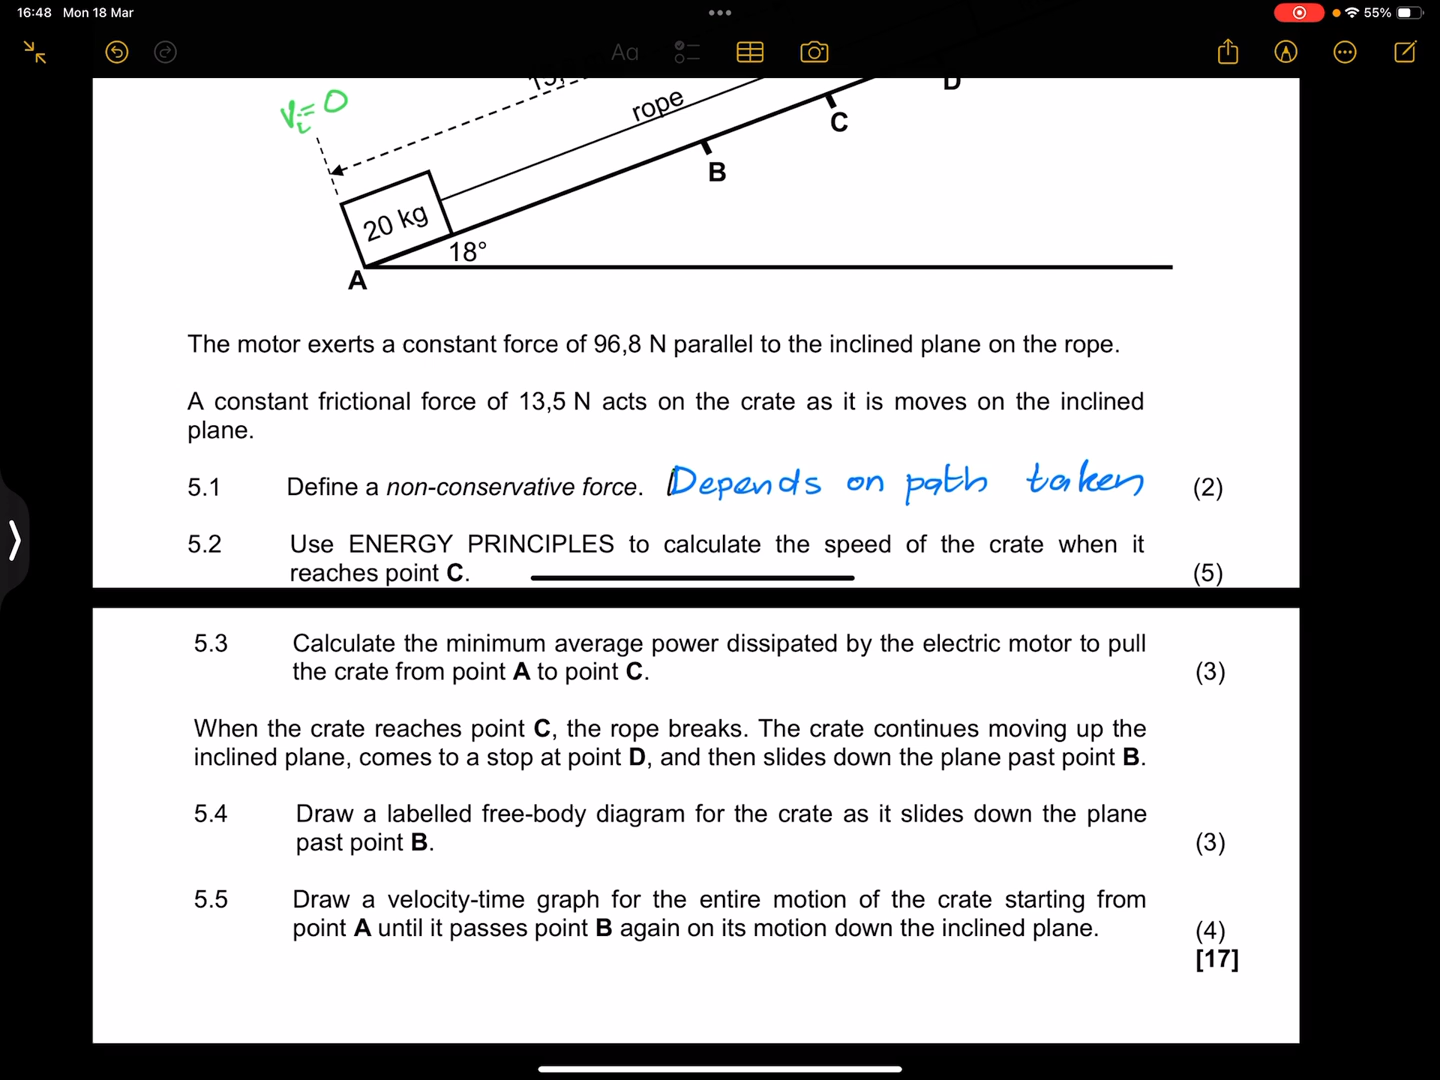 16:48 Mon 18 Mar
55%
Aa
D
rope
C
Vi = 0
B
20 kg
18°
A
The motor exerts a constant force of 96,8 N parallel to the inclined plane on the rope.
A constant frictional force of 13,5 N acts on the crate as it is moves on the inclined
plane.
5.1 Define a non-conservative force. Depends on path taken (2)
5.2 Use ENERGY PRINCIPLES to calculate the speed of the crate when it
reaches point C. (5)
5.3 Calculate the minimum average power dissipated by the electric motor to pull
the crate from point A to point C. (3)
When the crate reaches point C, the rope breaks. The crate continues moving up the
inclined plane, comes to a stop at point D, and then slides down the plane past point B.
5.4 Draw a labelled free-body diagram for the crate as it slides down the plane
past point B. (3)
5.5 Draw a velocity-time graph for the entire motion of the crate starting from
point A until it passes point B again on its motion down the inclined plane. (4)
[17]